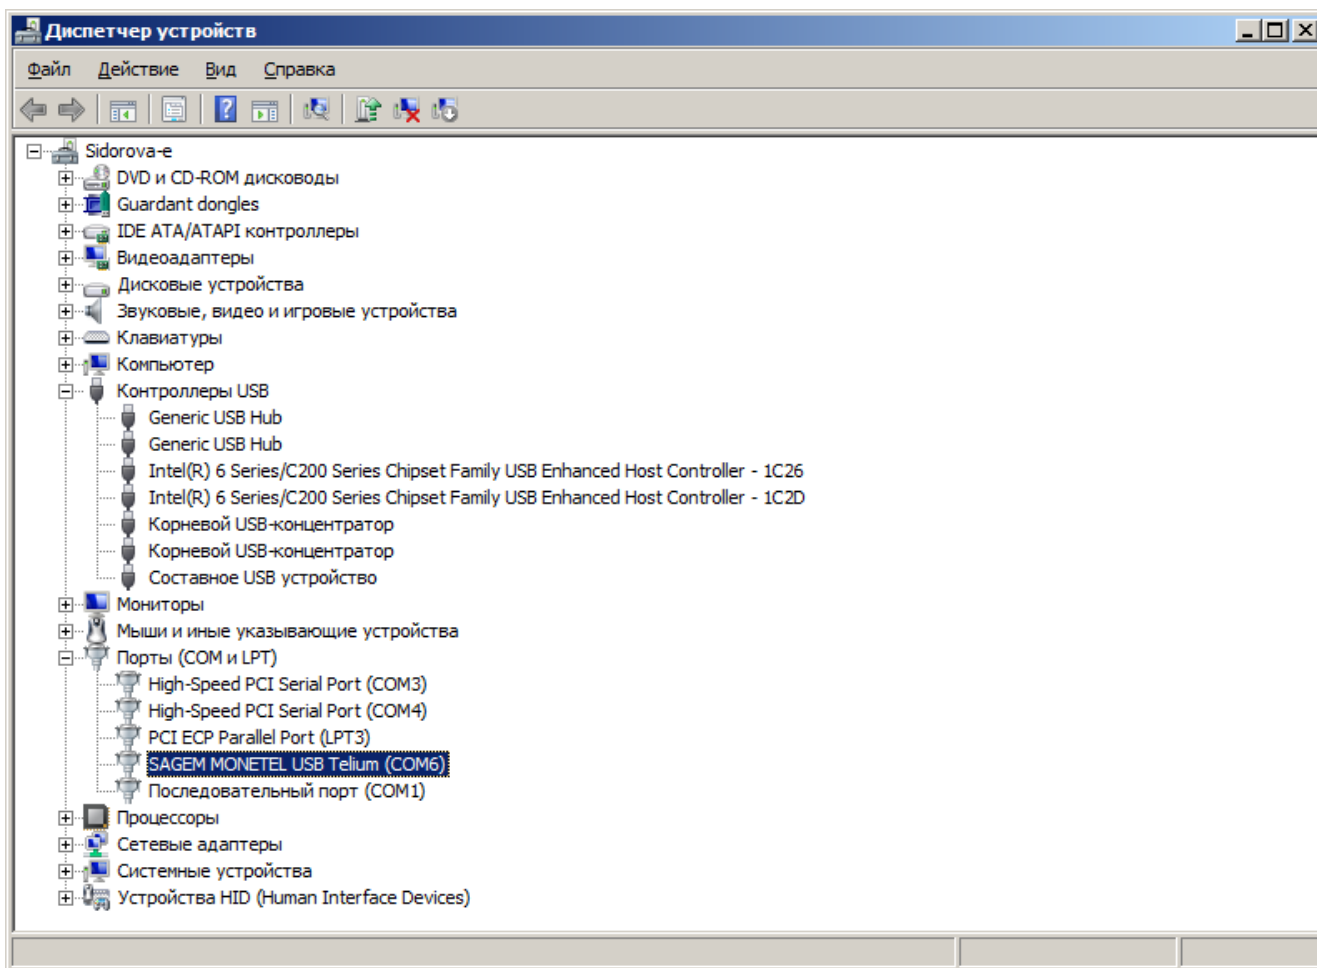 Диспетчер устройств
Файл Действие Вид Справка
Sidorova-e
DVD и CD-ROM дисководы
Guardant dongles
IDE ATA/ATAPI контроллеры
Видеоадаптеры
Дисковые устройства
Звуковые, видео и игровые устройства
Клавиатуры
Компьютер
Контроллеры USB
Generic USB Hub
Generic USB Hub
Intel(R) 6 Series/C200 Series Chipset Family USB Enhanced Host Controller - 1C26
Intel(R) 6 Series/C200 Series Chipset Family USB Enhanced Host Controller - 1C2D
Корневой USB-концентратор
Корневой USB-концентратор
Составное USB устройство
Мониторы
Мыши и иные указывающие устройства
Порты (COM и LPT)
High-Speed PCI Serial Port (COM3)
High-Speed PCI Serial Port (COM4)
PCI ECP Parallel Port (LPT3)
SAGEM MONETEL USB Telium (COM6)
Последовательный порт (COM1)
Процессоры
Сетевые адаптеры
Системные устройства
Устройства HID (Human Interface Devices)